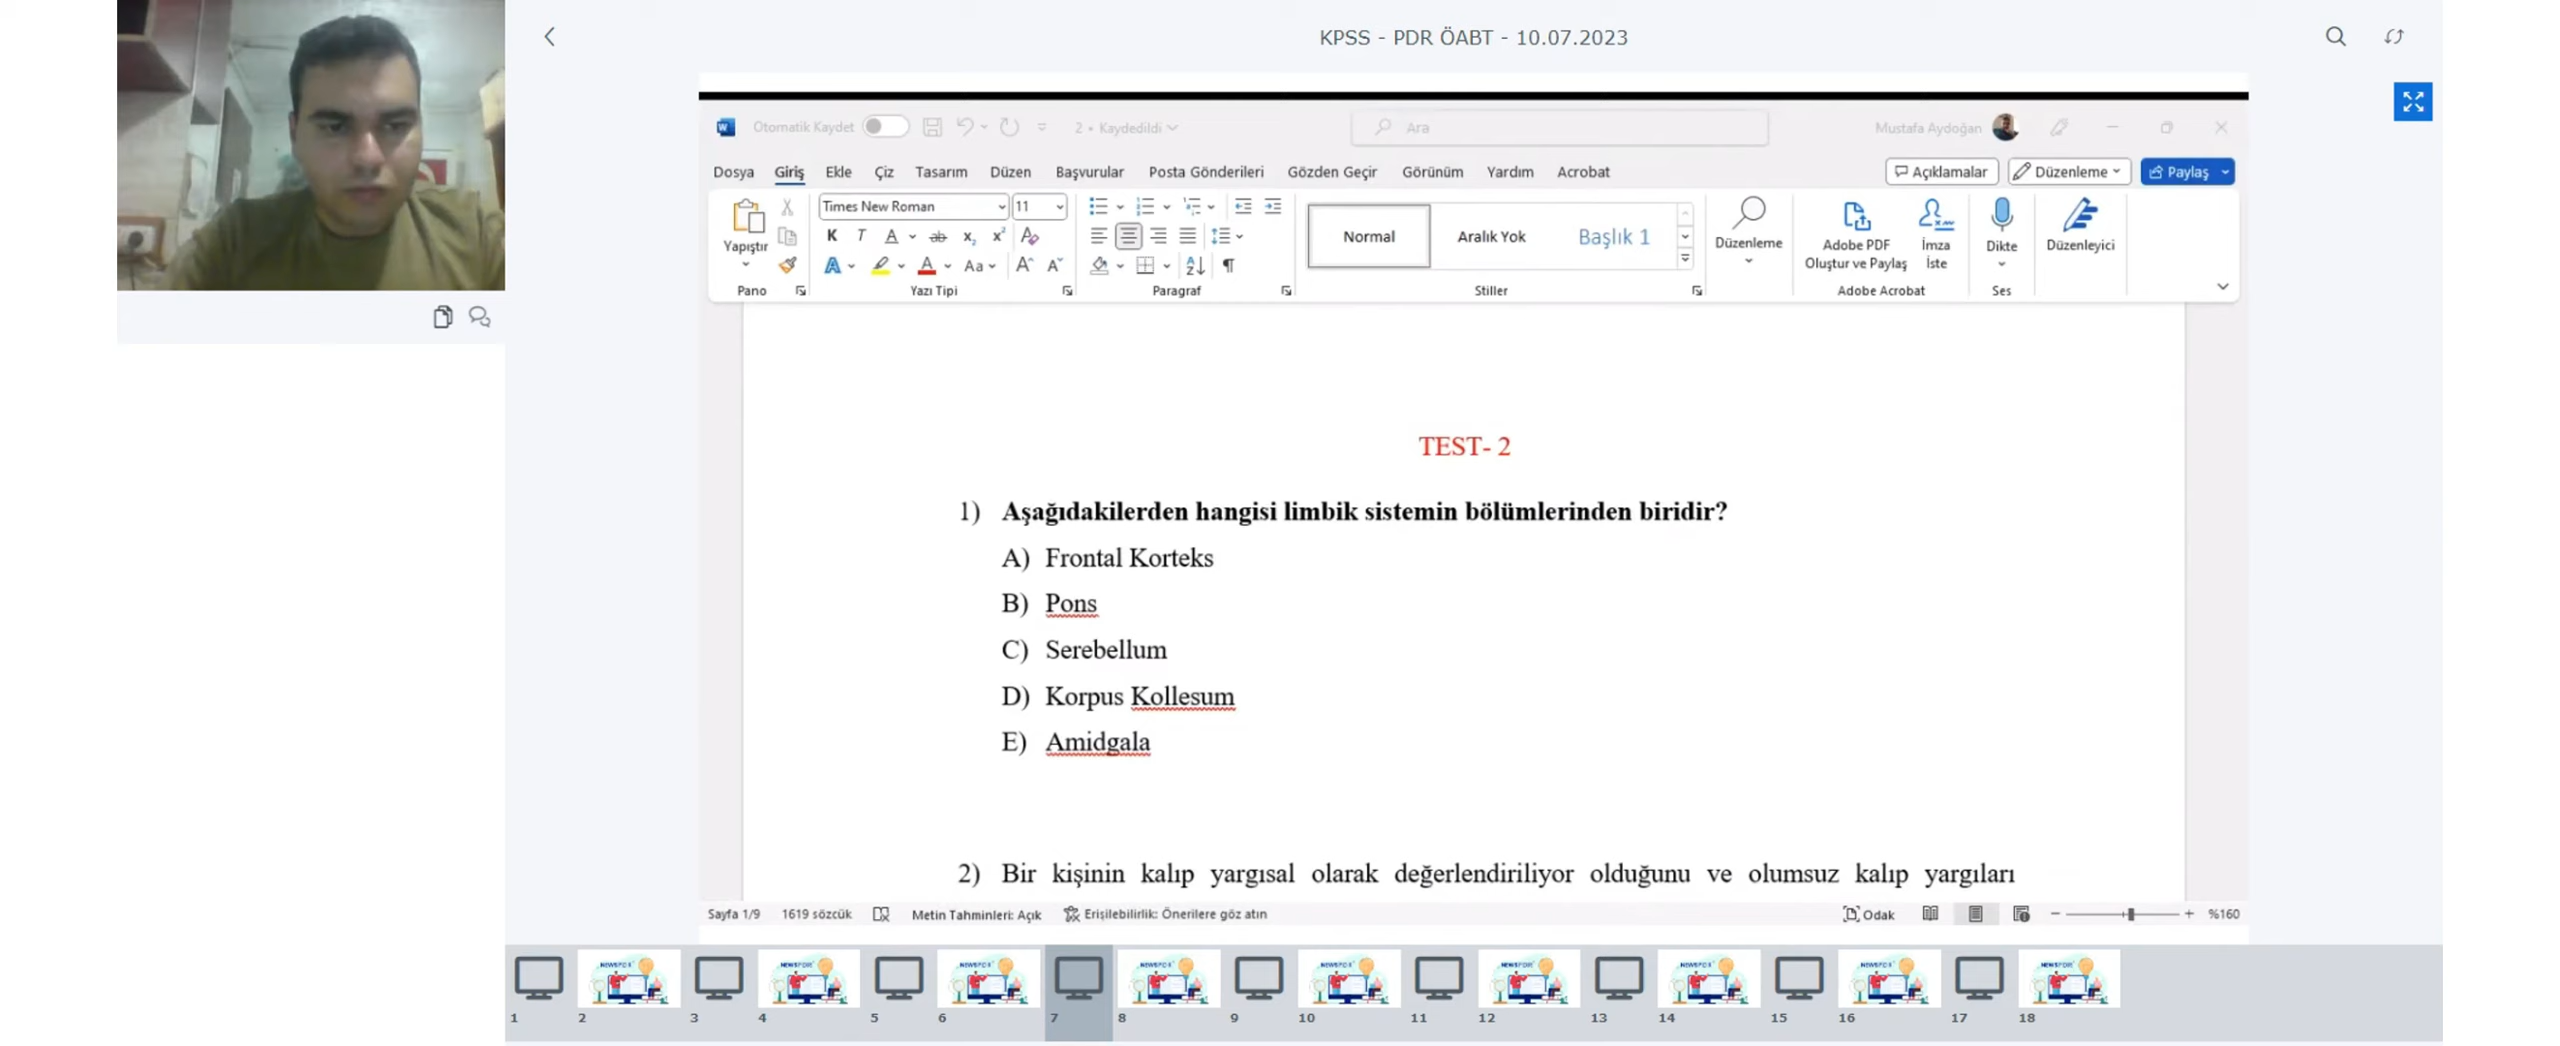 KPSS - PDR ÖABT - 10.07.2023
Otomatik Kaydet
2 • Kaydedildi
Ara
Mustafa Aydoğan
Dosya Giriş Ekle Çiz Tasarım Düzen Başvurular Posta Gönderileri Gözden Geçir Görünüm Yardım Acrobat
Açıklamalar Düzenleme Paylaş
Times New Roman 11
Yapıştır
K T A ab x₂ x²
A A Aa A A
Normal Aralık Yok Başlık 1
Düzenleme
Adobe PDF Oluştur ve Paylaş
İmza İste
Dikte
Düzenleyici
Pano Yazı Tipi Paragraf Stiller Adobe Acrobat Ses
TEST- 2
1) Aşağıdakilerden hangisi limbik sistemin bölümlerinden biridir?
A) Frontal Korteks
B) Pons
C) Serebellum
D) Korpus Kollesum
E) Amidgala
2) Bir kişinin kalıp yargısal olarak değerlendiriliyor olduğunu ve olumsuz kalıp yargıları
Sayfa 1/9 1619 sözcük Metin Tahminleri: Açık Erişilebilirlik: Önerilere göz atın Odak %160
1 2 3 4 5 6 7 8 9 10 11 12 13 14 15 16 17 18